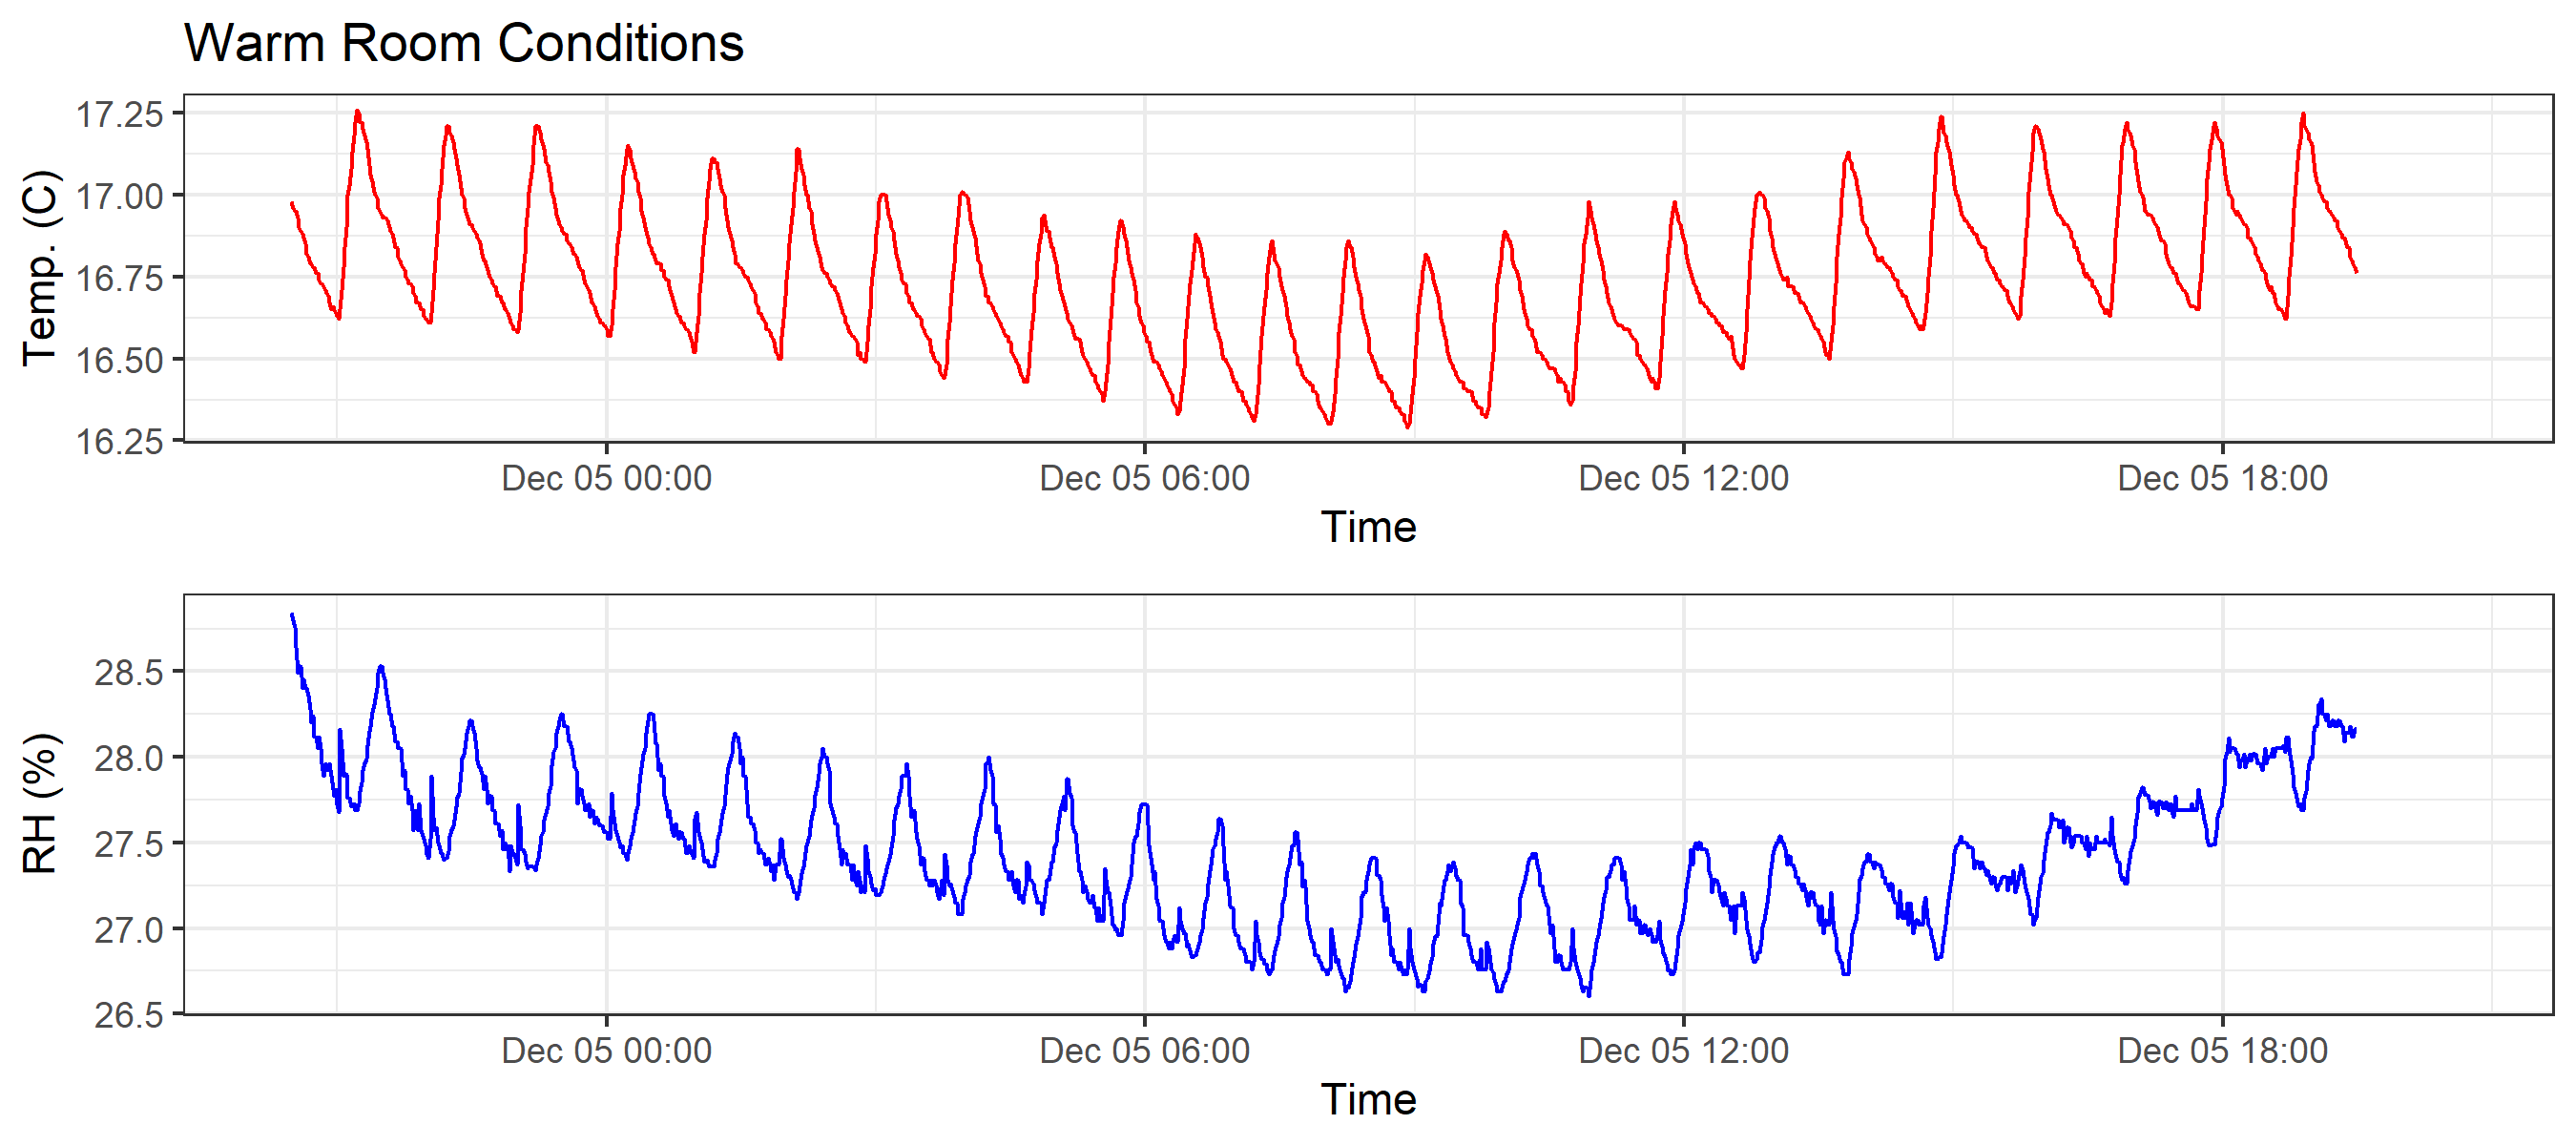 Warm Room Conditions
Temp. (C)
17.25
17.00
16.75
16.50
16.25
Dec 05 00:00 Dec 05 06:00 Dec 05 12:00 Dec 05 18:00
Time
RH (%)
28.5
28.0
27.5
27.0
26.5
Dec 05 00:00 Dec 05 06:00 Dec 05 12:00 Dec 05 18:00
Time